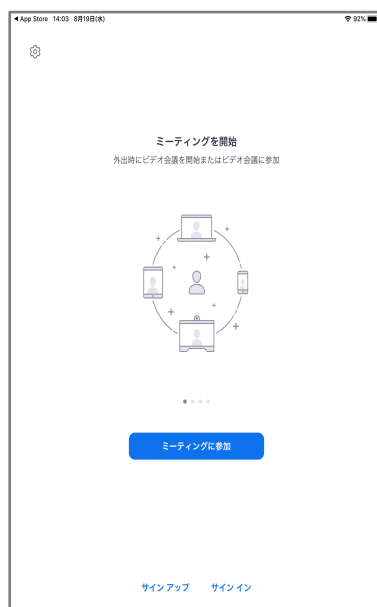 ◀ App Store 14:03 8月19日(水) 92%
ミーティングを開始
外出時にビデオ会議を開始またはビデオ会議に参加
ミーティングに参加
サイン アップ サイン イン